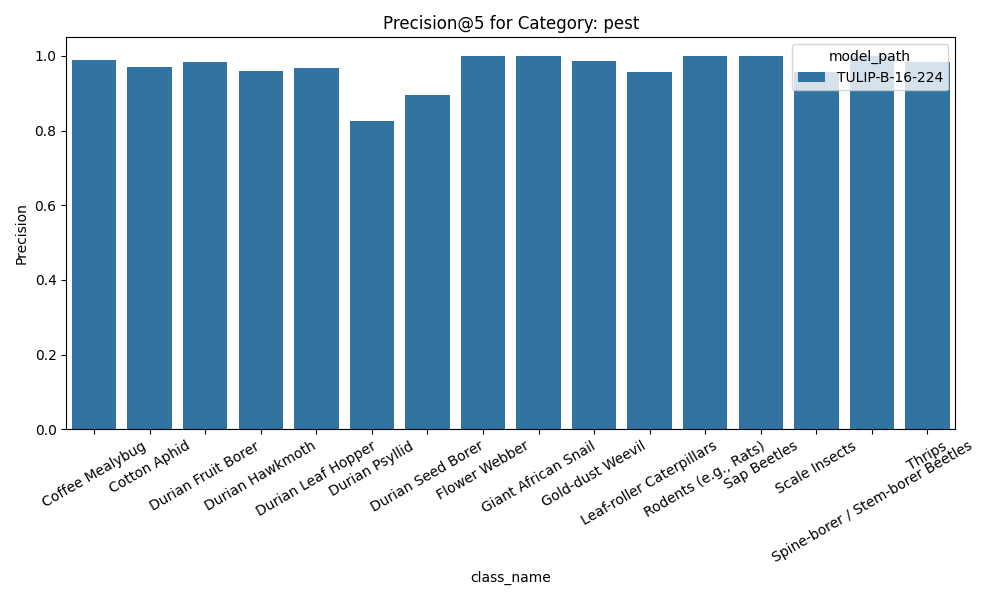 Precision@5 for Category: pest
model_path
TULIP-B-16-224
Precision
1.0
0.8
0.6
0.4
0.2
0.0
Coffee Mealybug
Cotton Aphid
Durian Fruit Borer
Durian Hawkmoth
Durian Leaf Hopper
Durian Psyllid
Durian Seed Borer
Flower Webber
Giant African Snail
Gold-dust Weevil
Leaf-roller Caterpillars
Rodents (e.g., Rats)
Sap Beetles
Scale Insects
Spine-borer / Stem-borer Beetles
Thrips
class_name